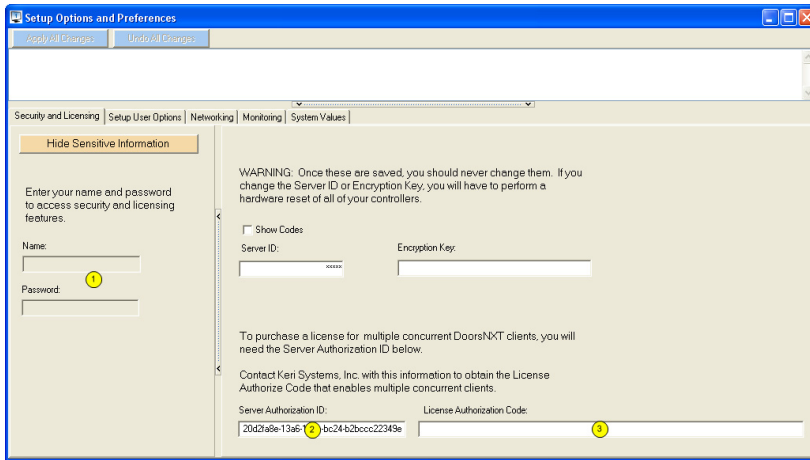 Setup Options and Preferences
Apply All Changes Undo All Changes
Security and Licensing Setup User Options Networking Monitoring System Values
Hide Sensitive Information
Enter your name and password
to access security and licensing
features.
Name:
1
Password:
WARNING: Once these are saved, you should never change them. If you
change the Server ID or Encryption Key, you will have to perform a
hardware reset of all of your controllers.
Show Codes
Server ID: Encryption Key:
xxxxx
To purchase a license for multiple concurrent DoorsNXT clients, you will
need the Server Authorization ID below.
Contact Keri Systems, Inc. with this information to obtain the License
Authorize Code that enables multiple concurrent clients.
Server Authorization ID: License Authorization Code:
2 3